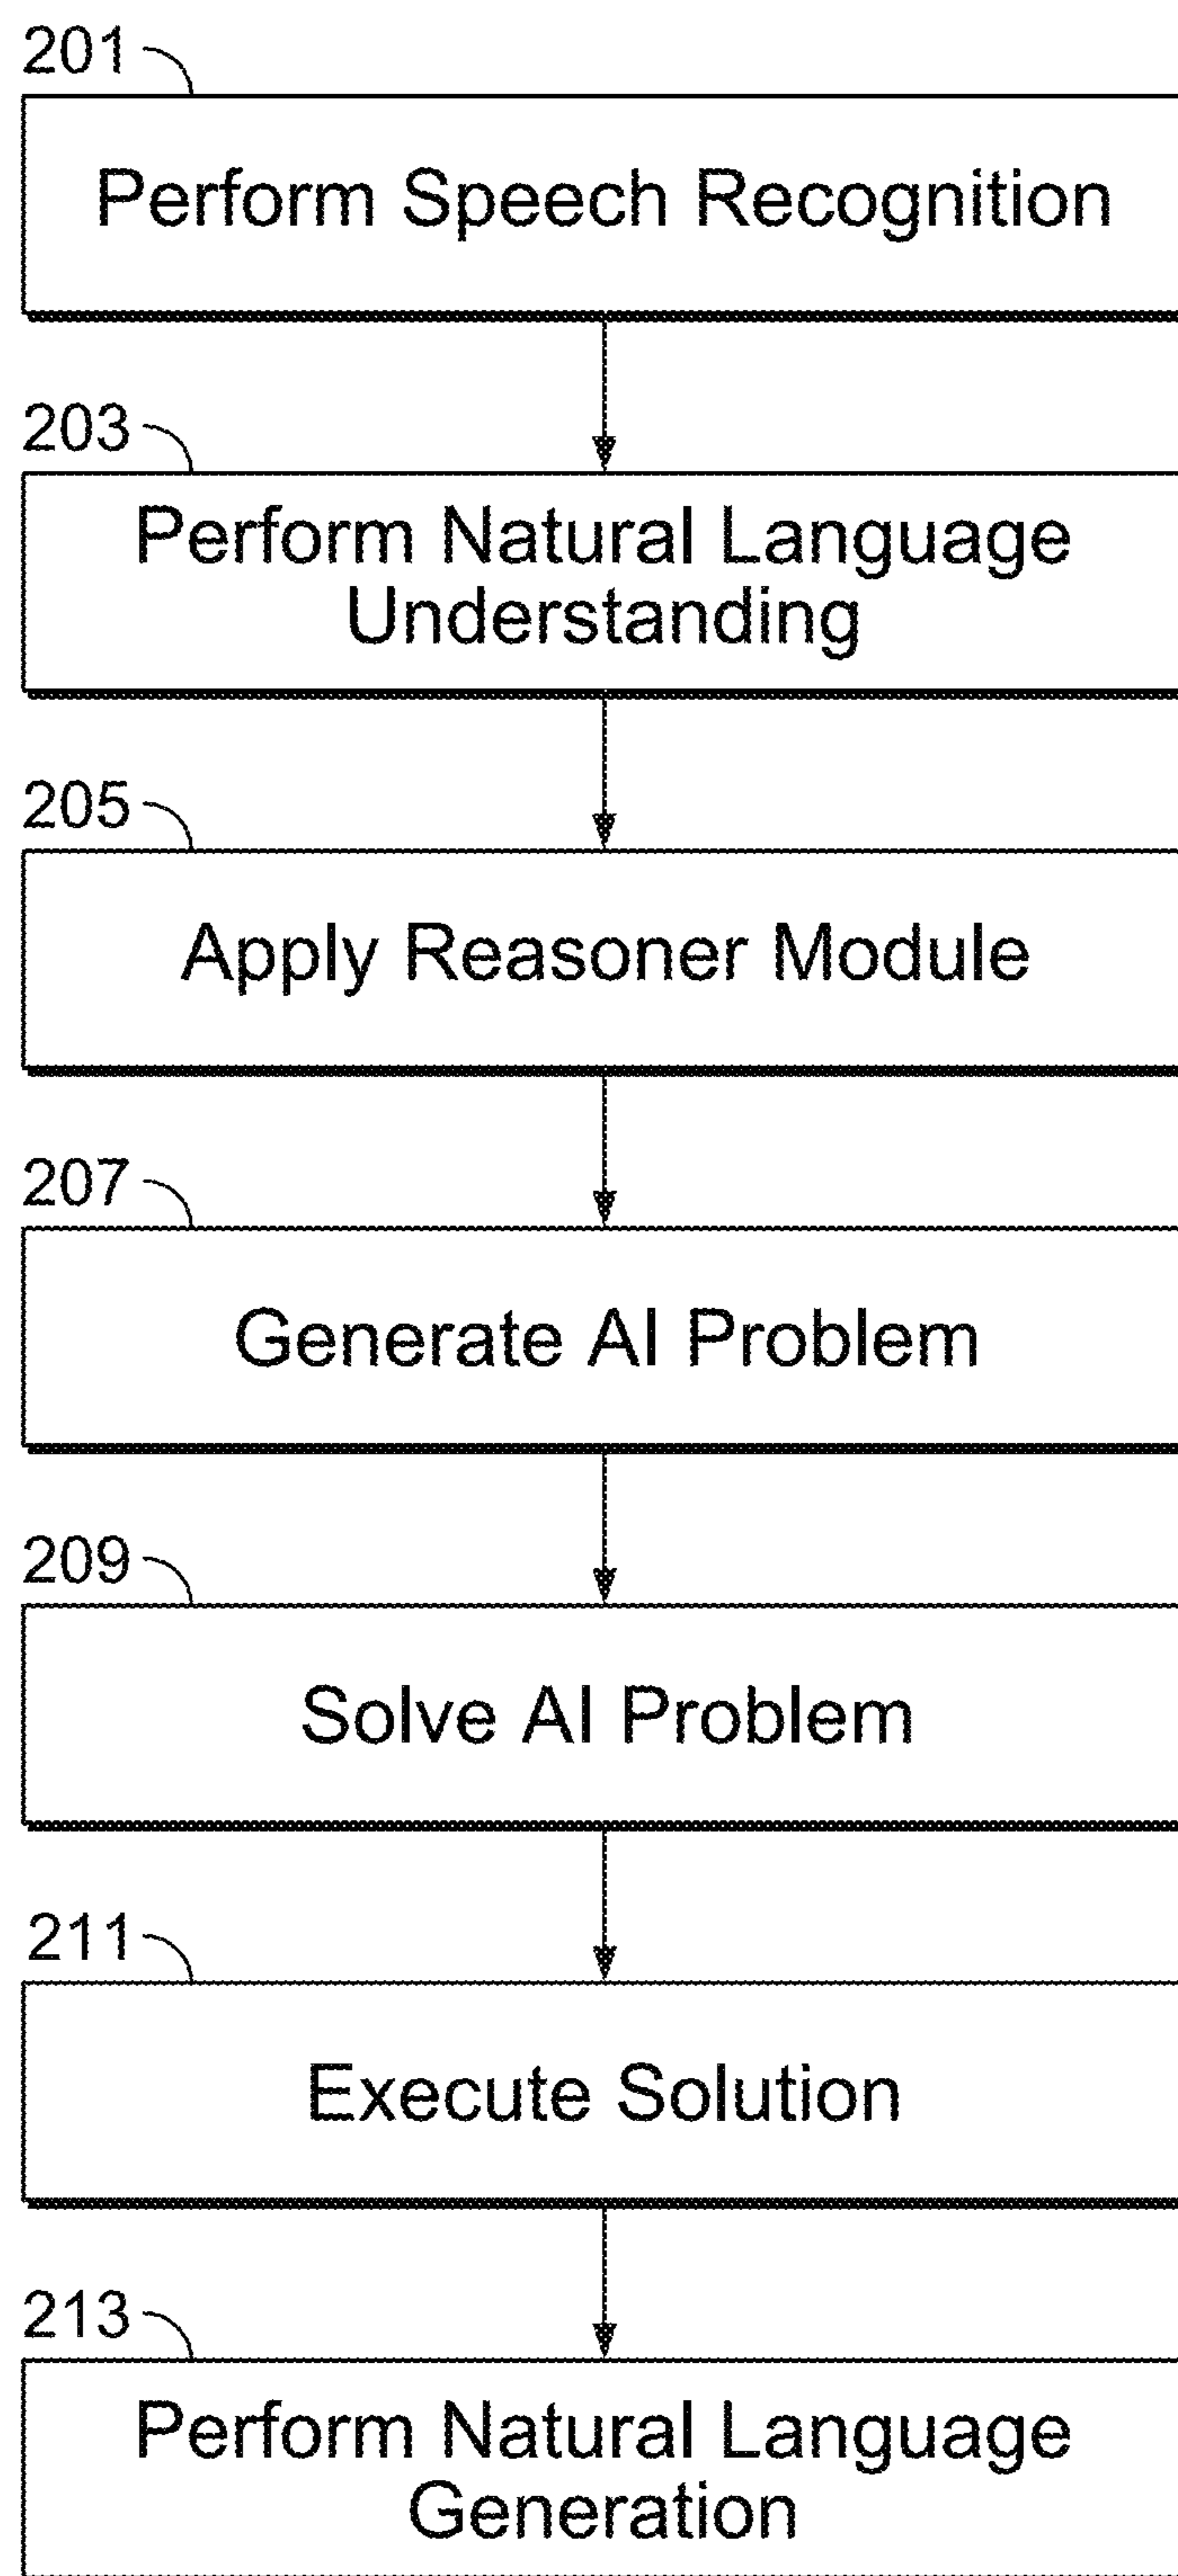 201
Perform Speech Recognition
203
Perform Natural Language
Understanding
205
Apply Reasoner Module
207
Generate AI Problem
209
Solve AI Problem
211
Execute Solution
213
Perform Natural Language
Generation